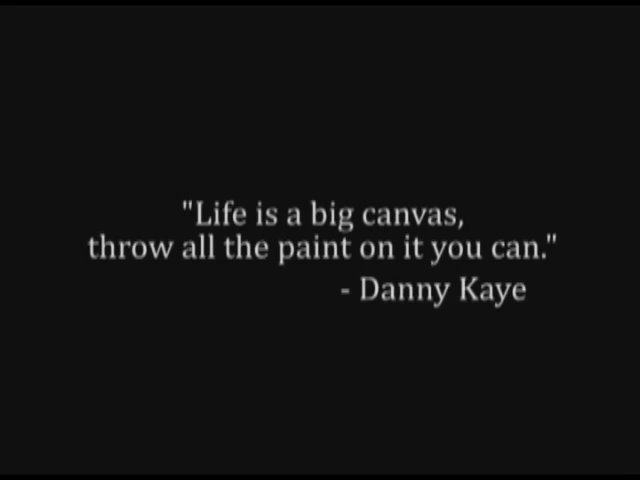 "Life is a big canvas,
throw all the paint on it you can."
- Danny Kaye